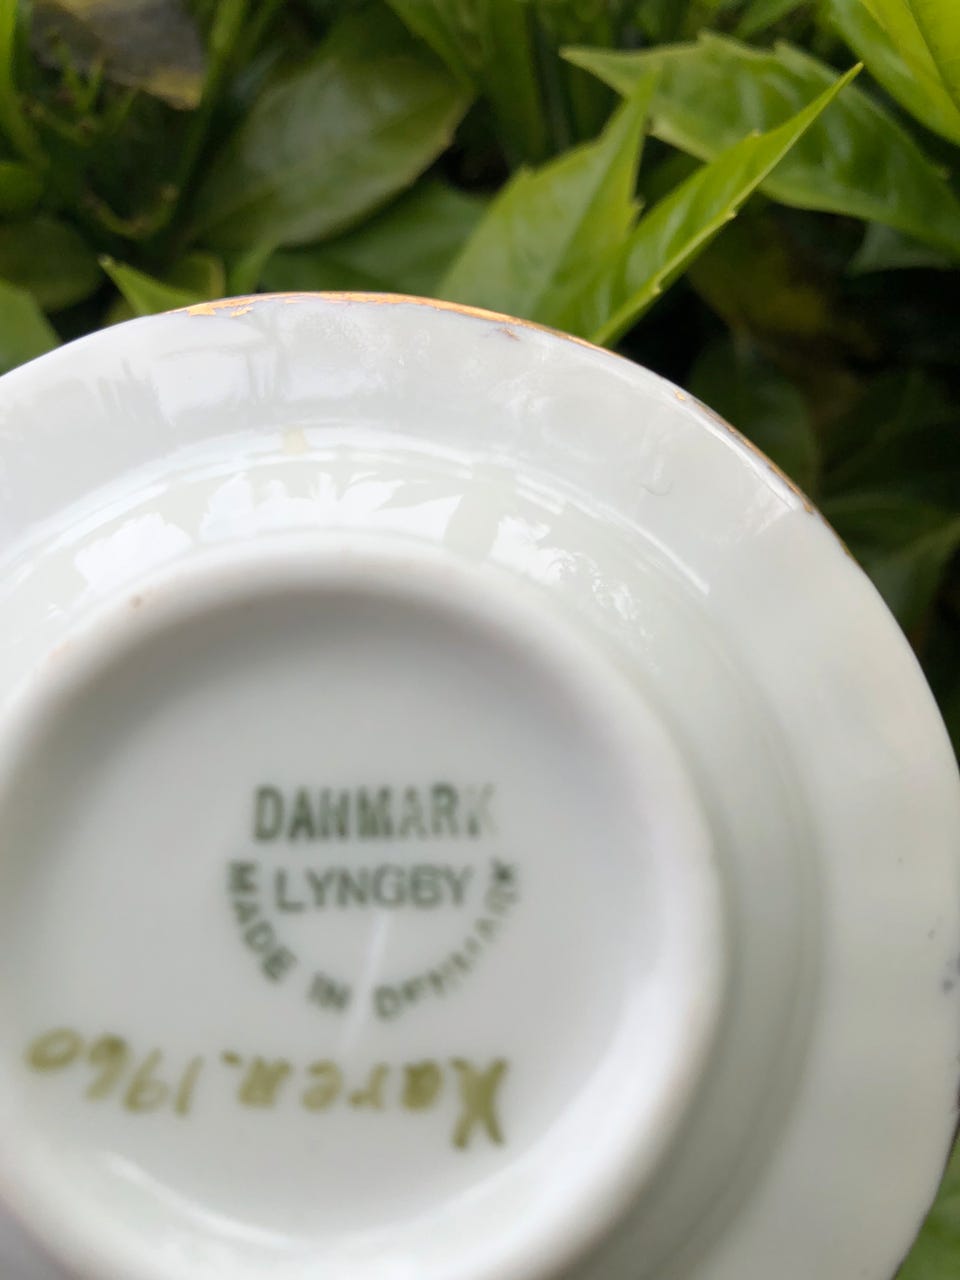 DANMARK
LYNGBY
MADE IN DENMARK
Karen. 1960